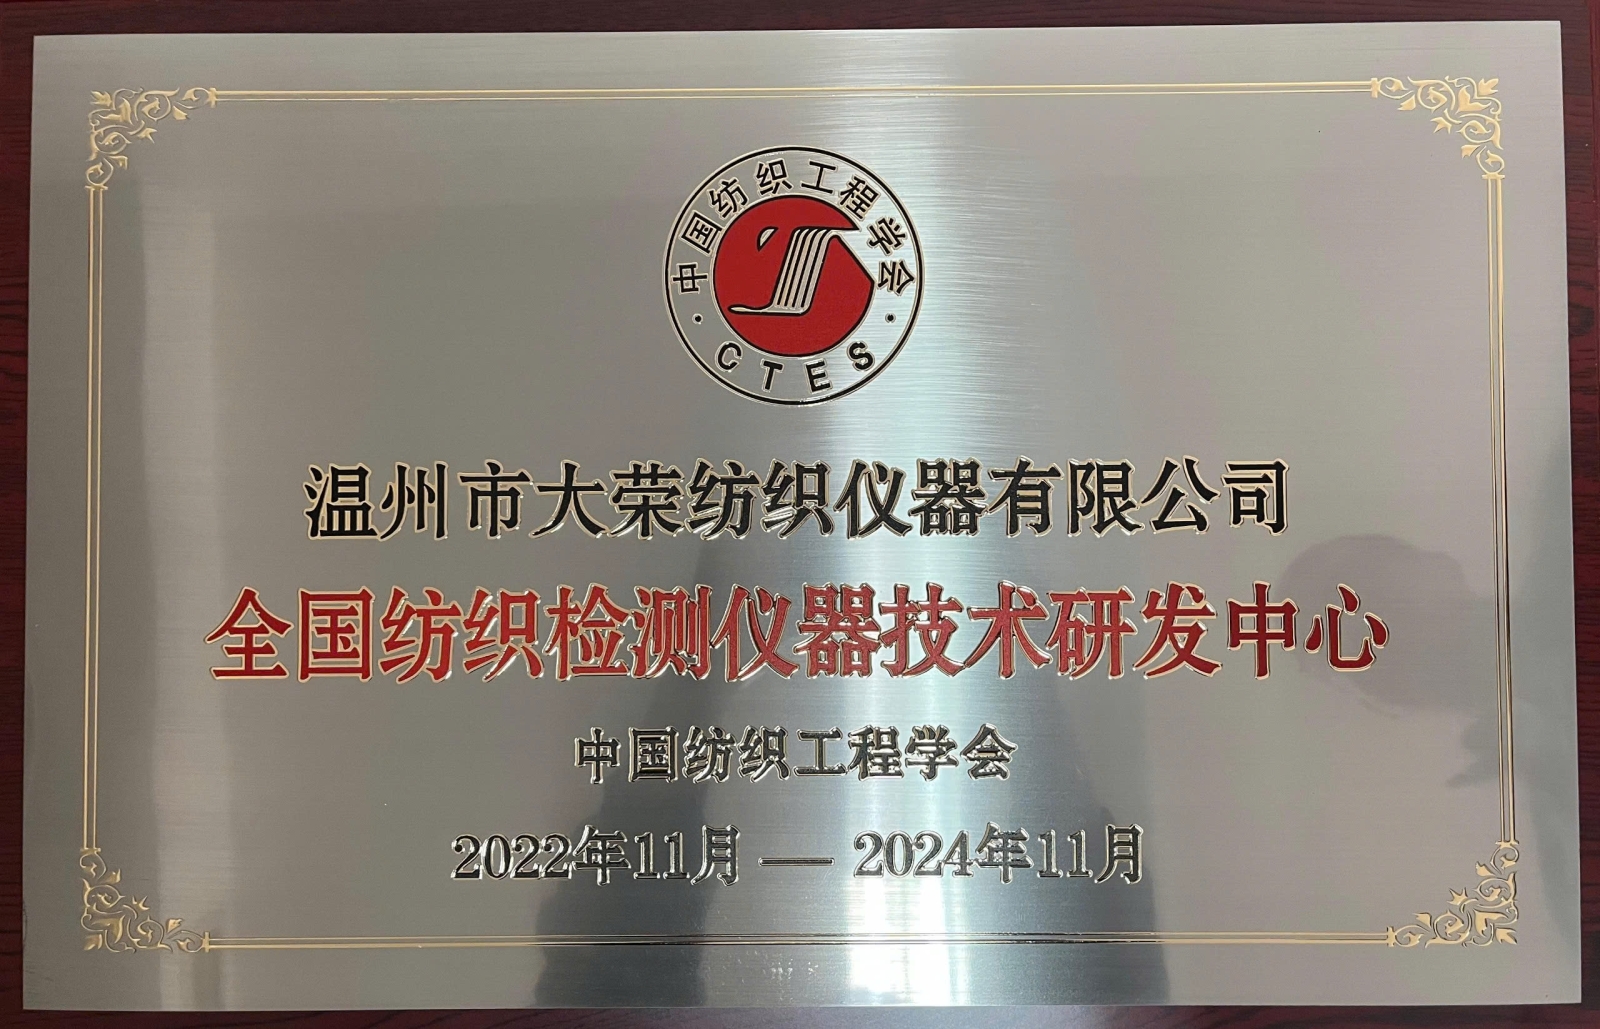 中国纺织工程学会
CTES
温州市大荣纺织仪器有限公司
全国纺织检测仪器技术研发中心
中国纺织工程学会
2022年11月 — 2024年11月